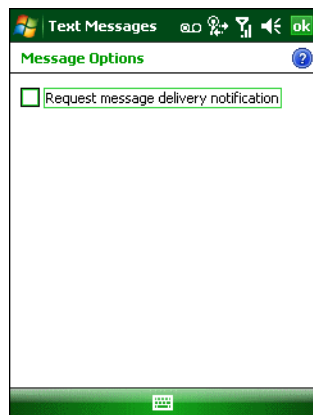 Text Messages ok
Message Options ?
Request message delivery notification